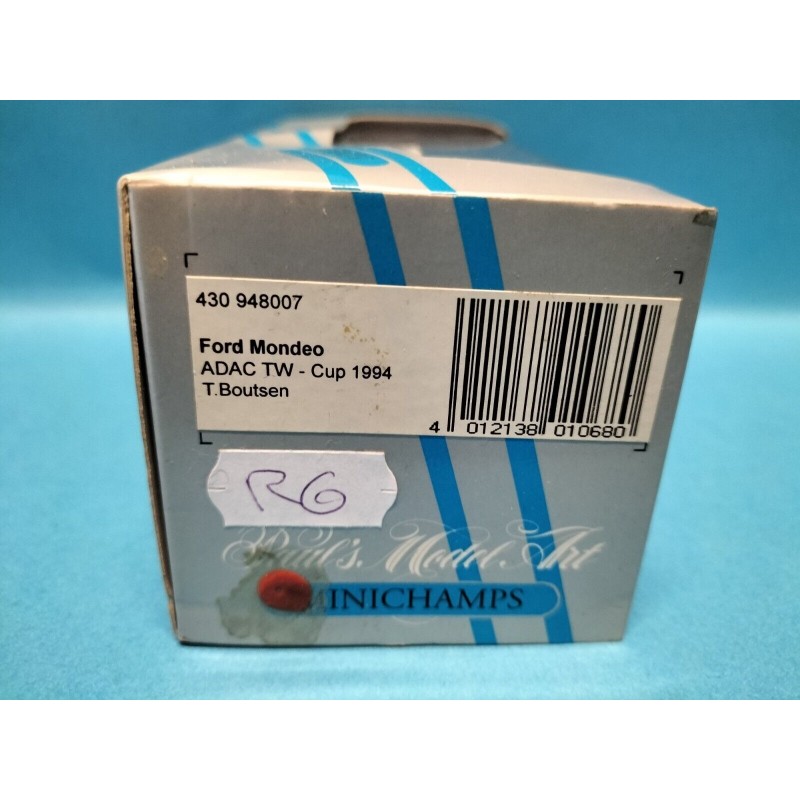 430 948007
Ford Mondeo
ADAC TW - Cup 1994
T.Boutsen
4 012138 010680
R6
Paul's Model Art
MINICHAMPS